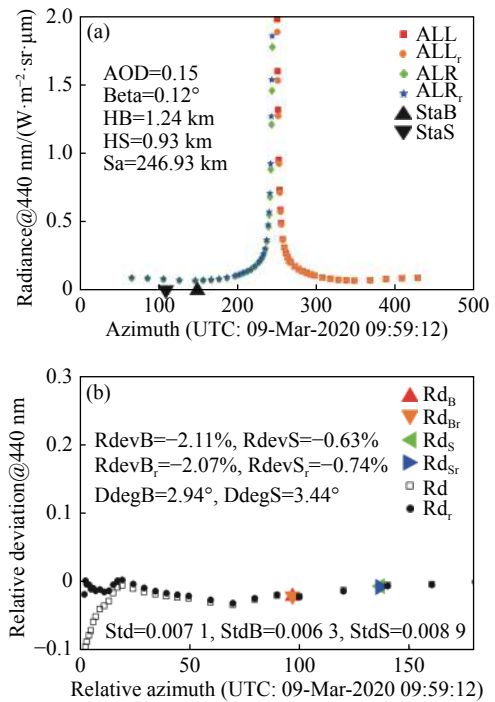 (a)
ALL
ALLᵣ
ALR
ALRᵣ
StaB
StaS
AOD=0.15
Beta=0.12°
HB=1.24 km
HS=0.93 km
Sa=246.93 km
Radiance@440 nm/(W·m⁻²·sr·μm)
2.0
1.5
1.0
0.5
0
0 100 200 300 400 500
Azimuth (UTC: 09-Mar-2020 09:59:12)
(b)
Rd_B
Rd_Br
Rd_S
Rd_Sr
Rd
Rdᵣ
RdevB=−2.11%, RdevS=−0.63%
RdevBᵣ=−2.07%, RdevSᵣ=−0.74%
DdegB=2.94°, DdegS=3.44°
Std=0.007 1, StdB=0.006 3, StdS=0.008 9
Relative deviation@440 nm
0.3
0.2
0.1
0
−0.1
0 50 100 150
Relative azimuth (UTC: 09-Mar-2020 09:59:12)